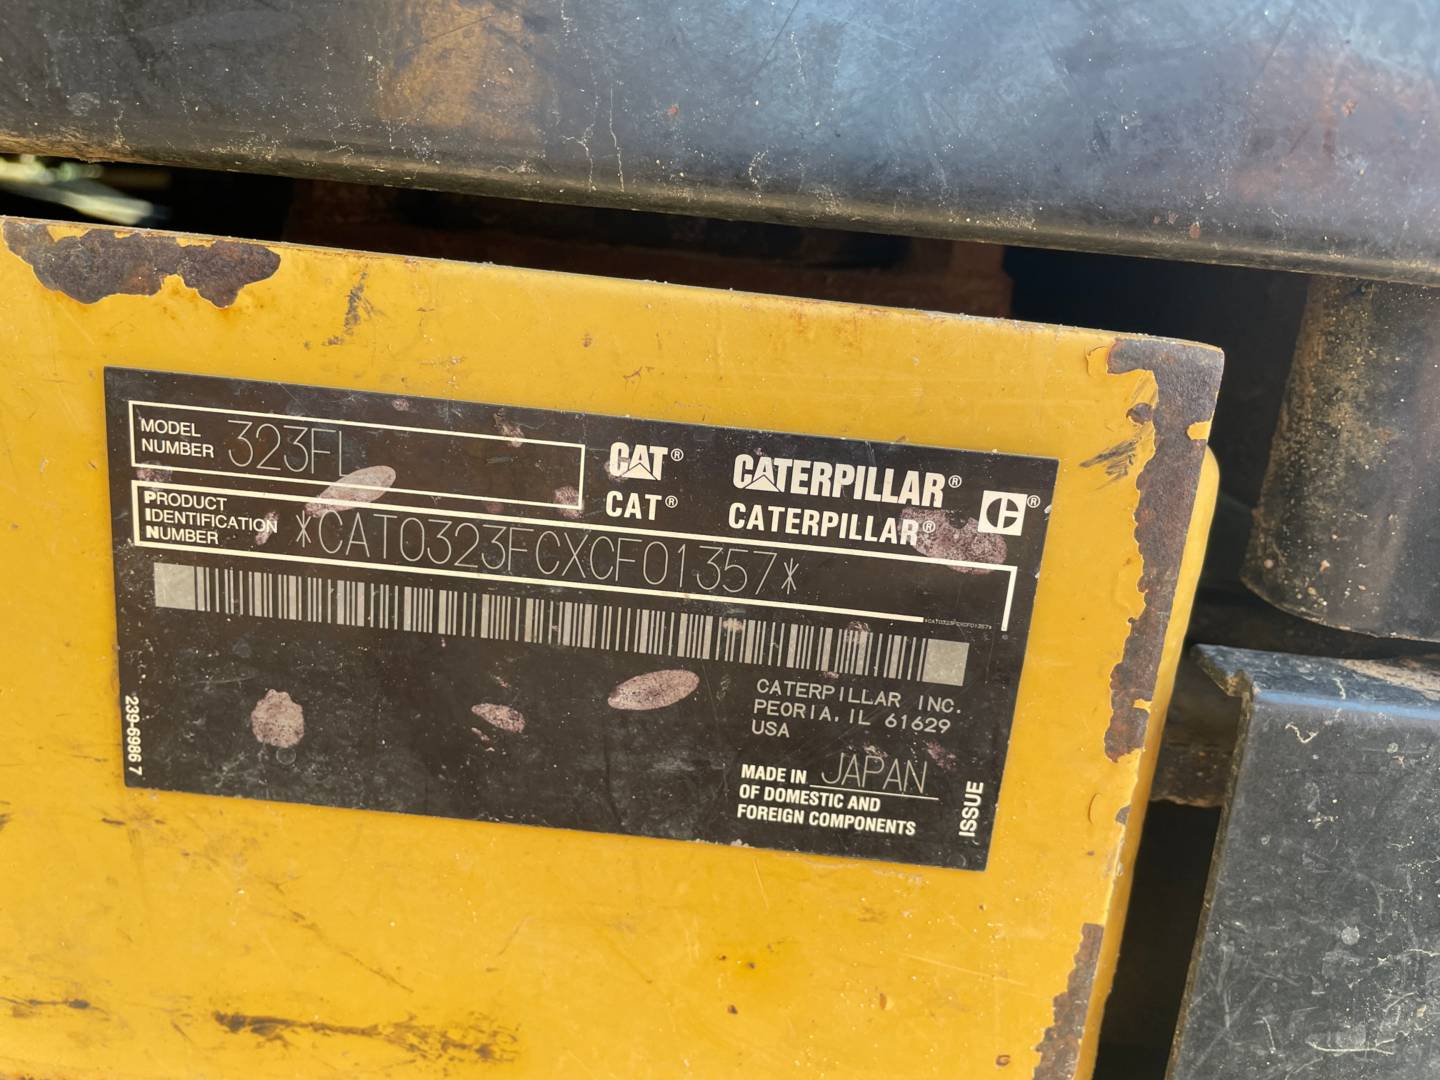 MODEL
NUMBER 323FL
PRODUCT
IDENTIFICATION
NUMBER
*CAT0323FCXCF01357*
CAT® CATERPILLAR®
CAT® CATERPILLAR®
*CAT0323FCXCF01357*
CATERPILLAR INC.
PEORIA, IL 61629
USA
MADE IN JAPAN
OF DOMESTIC AND
FOREIGN COMPONENTS
239-6986 7
ISSUE